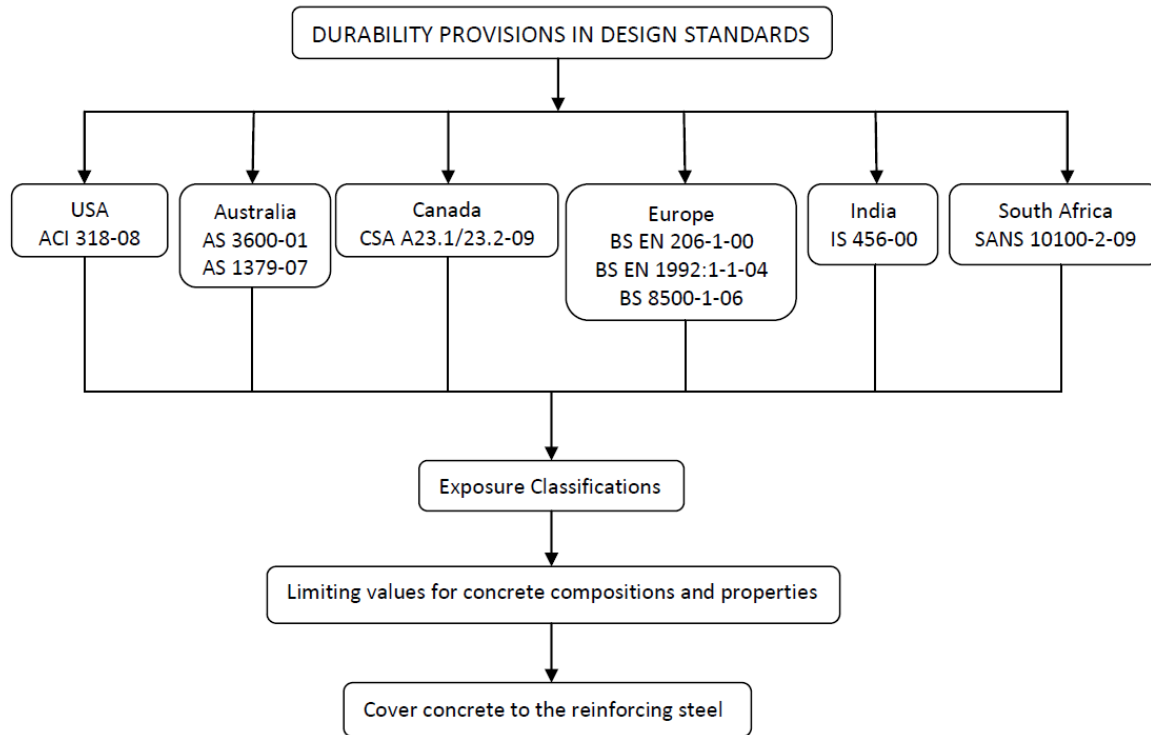 DURABILITY PROVISIONS IN DESIGN STANDARDS
USA
ACI 318-08
Australia
AS 3600-01
AS 1379-07
Canada
CSA A23.1/23.2-09
Europe
BS EN 206-1-00
BS EN 1992:1-1-04
BS 8500-1-06
India
IS 456-00
South Africa
SANS 10100-2-09
Exposure Classifications
Limiting values for concrete compositions and properties
Cover concrete to the reinforcing steel